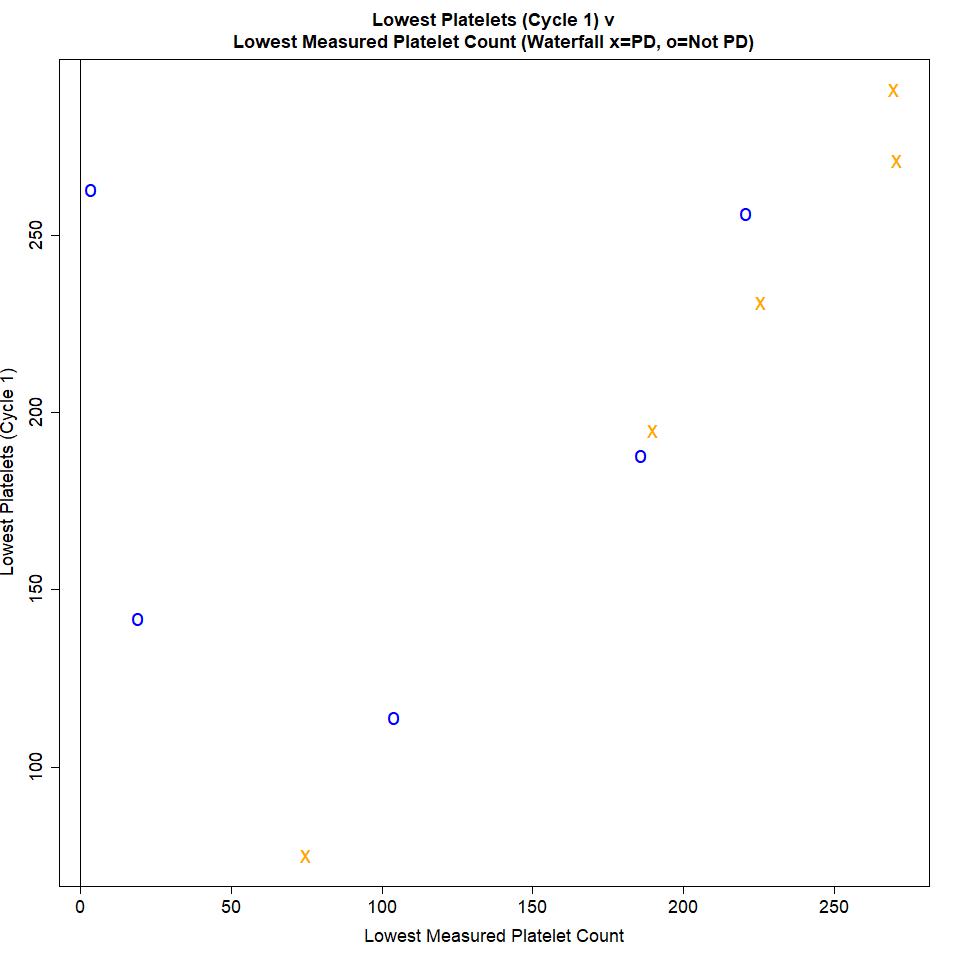 Lowest Platelets (Cycle 1) v
Lowest Measured Platelet Count (Waterfall x=PD, o=Not PD)
Lowest Platelets (Cycle 1)
250
200
150
100
X
X
O
O
X
X
O
O
O
X
0 50 100 150 200 250
Lowest Measured Platelet Count